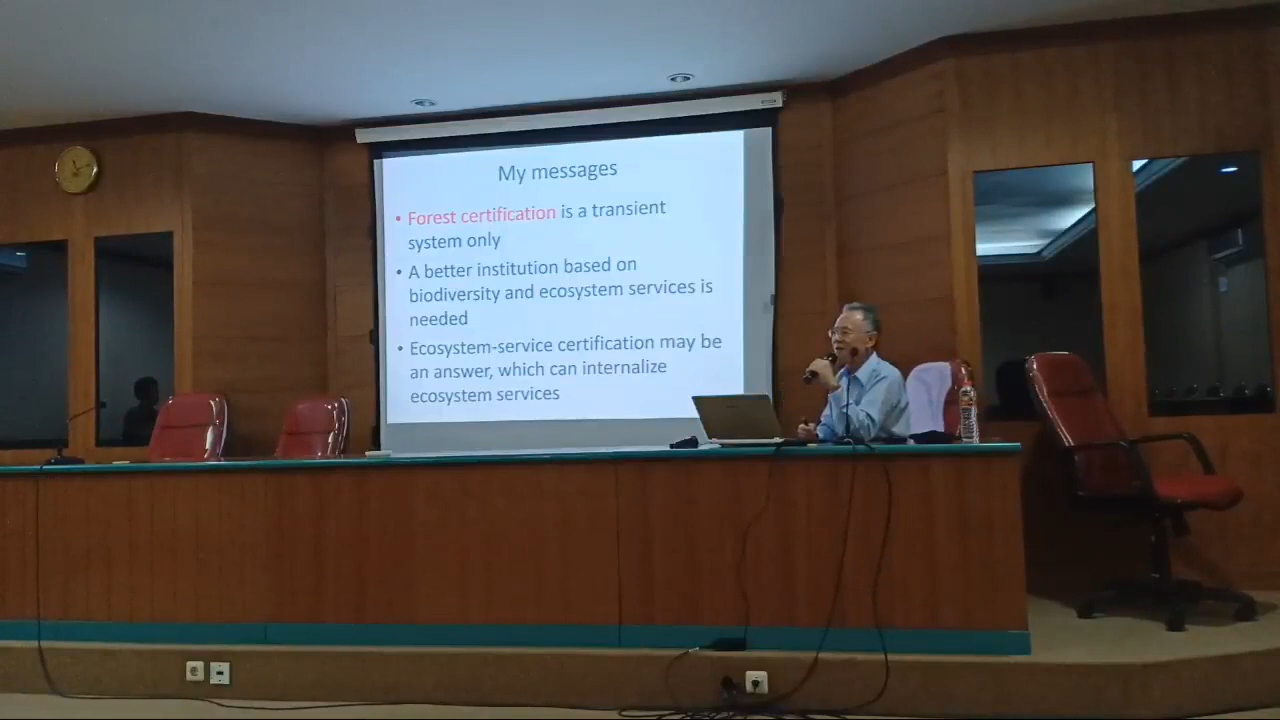 My messages
• Forest certification is a transient
system only
• A better institution based on
biodiversity and ecosystem services is
needed
• Ecosystem-service certification may be
an answer, which can internalize
ecosystem services